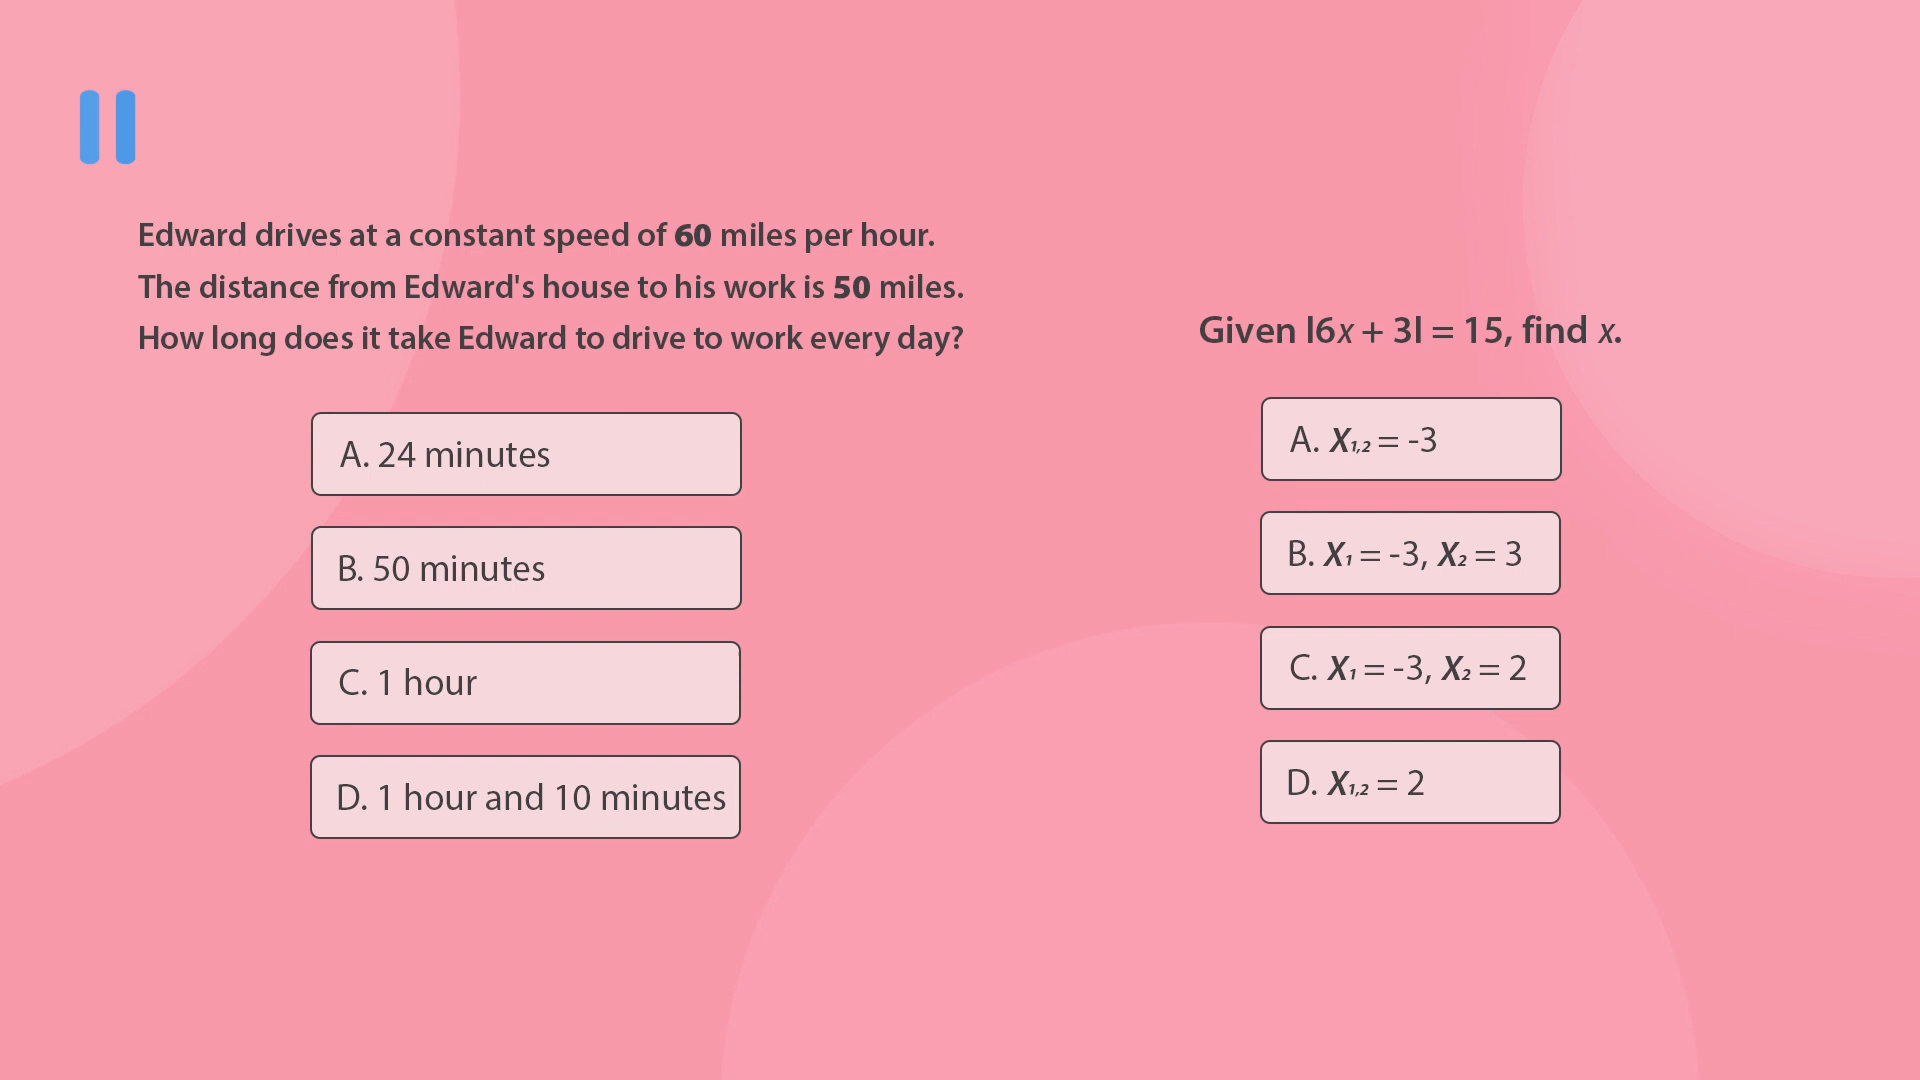 Edward drives at a constant speed of 60 miles per hour.
The distance from Edward's house to his work is 50 miles.
How long does it take Edward to drive to work every day?
A. 24 minutes
B. 50 minutes
C. 1 hour
D. 1 hour and 10 minutes
Given l6x + 3l = 15, find x.
A. X₁,₂ = -3
B. X₁ = -3, X₂ = 3
C. X₁ = -3, X₂ = 2
D. X₁,₂ = 2